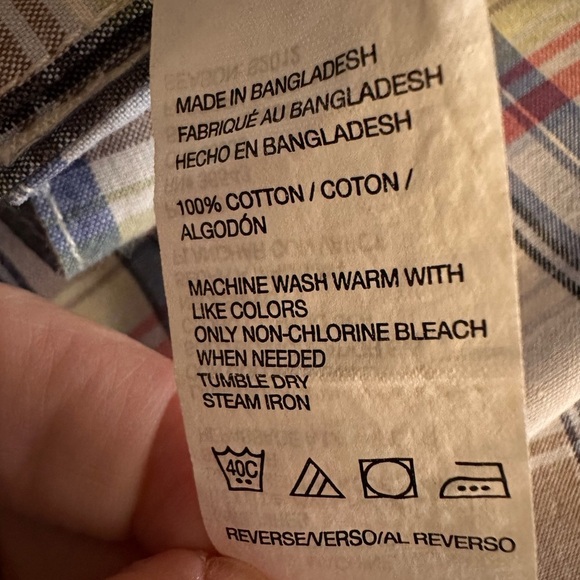 MADE IN BANGLADESH
FABRIQUÉ AU BANGLADESH
HECHO EN BANGLADESH
100% COTTON / COTON /
ALGODÓN
MACHINE WASH WARM WITH
LIKE COLORS
ONLY NON-CHLORINE BLEACH
WHEN NEEDED
TUMBLE DRY
STEAM IRON
40C
REVERSE/VERSO/AL REVERSO